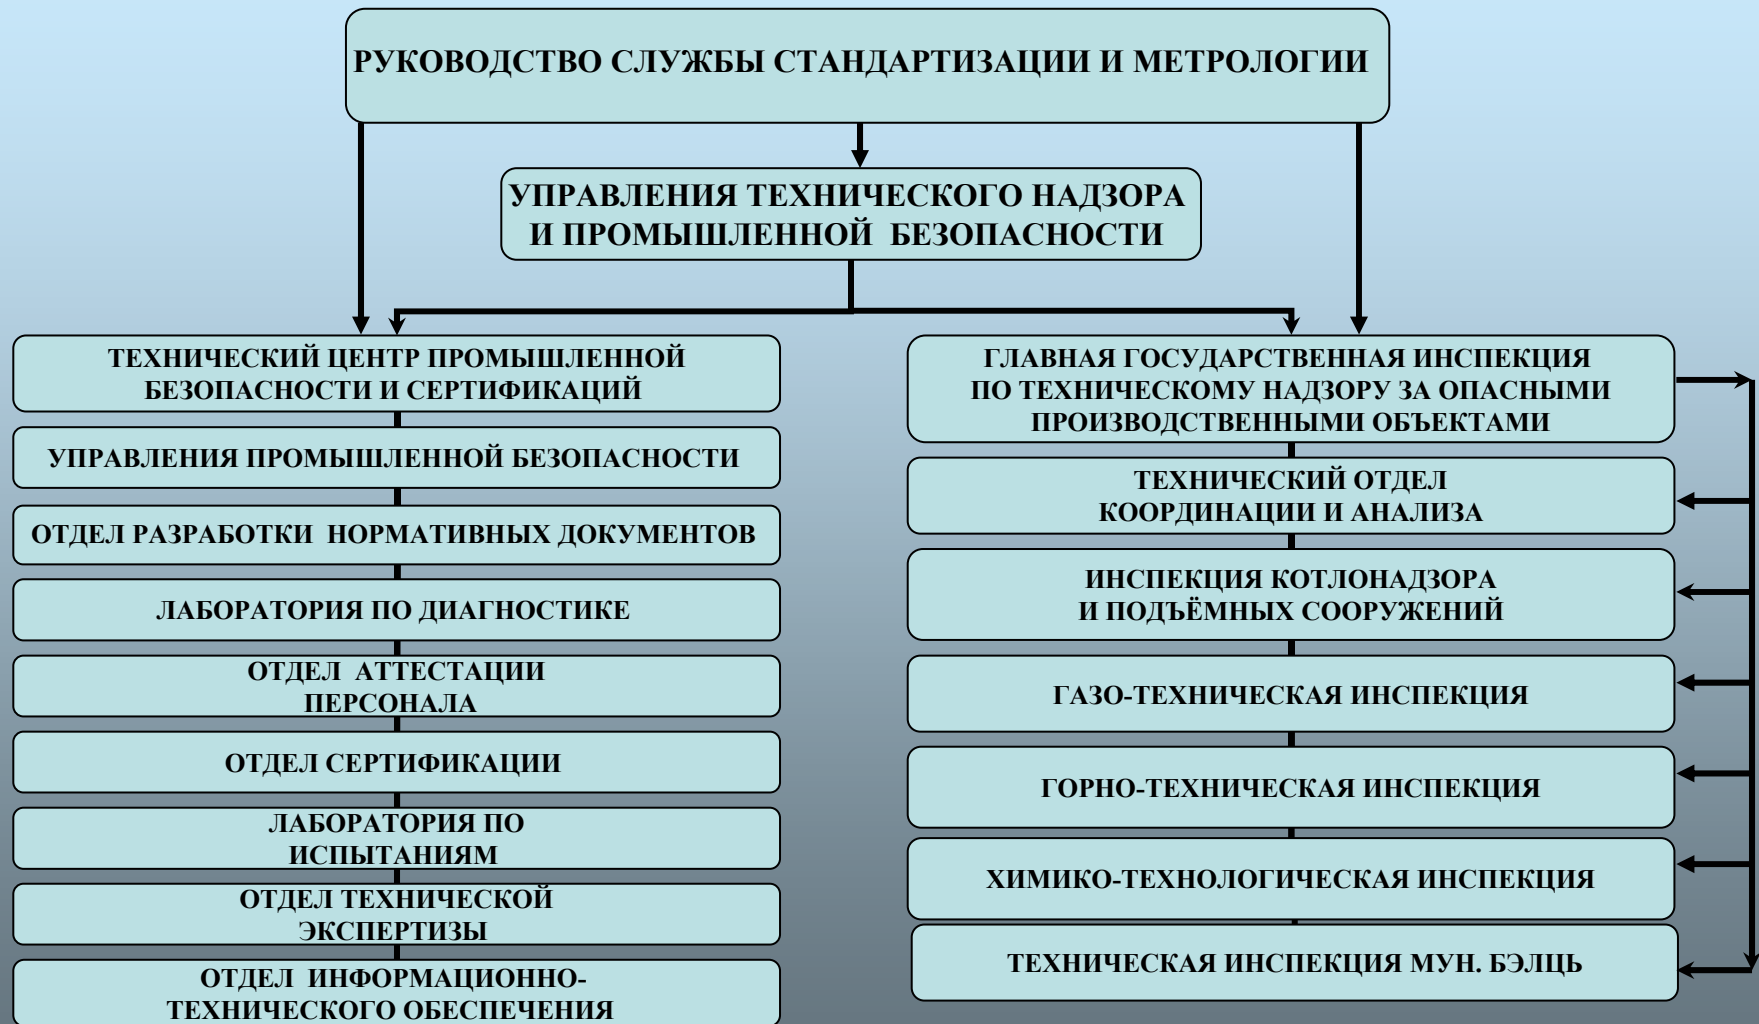 РУКОВОДСТВО СЛУЖБЫ СТАНДАРТИЗАЦИИ И МЕТРОЛОГИИ
УПРАВЛЕНИЯ ТЕХНИЧЕСКОГО НАДЗОРА
И ПРОМЫШЛЕННОЙ БЕЗОПАСНОСТИ
ТЕХНИЧЕСКИЙ ЦЕНТР ПРОМЫШЛЕННОЙ
БЕЗОПАСНОСТИ И СЕРТИФИКАЦИЙ
УПРАВЛЕНИЯ ПРОМЫШЛЕННОЙ БЕЗОПАСНОСТИ
ОТДЕЛ РАЗРАБОТКИ НОРМАТИВНЫХ ДОКУМЕНТОВ
ЛАБОРАТОРИЯ ПО ДИАГНОСТИКЕ
ОТДЕЛ АТТЕСТАЦИИ
ПЕРСОНАЛА
ОТДЕЛ СЕРТИФИКАЦИИ
ЛАБОРАТОРИЯ ПО
ИСПЫТАНИЯМ
ОТДЕЛ ТЕХНИЧЕСКОЙ
ЭКСПЕРТИЗЫ
ОТДЕЛ ИНФОРМАЦИОННО-
ТЕХНИЧЕСКОГО ОБЕСПЕЧЕНИЯ
ГЛАВНАЯ ГОСУДАРСТВЕННАЯ ИНСПЕКЦИЯ
ПО ТЕХНИЧЕСКОМУ НАДЗОРУ ЗА ОПАСНЫМИ
ПРОИЗВОДСТВЕННЫМИ ОБЪЕКТАМИ
ТЕХНИЧЕСКИЙ ОТДЕЛ
КООРДИНАЦИИ И АНАЛИЗА
ИНСПЕКЦИЯ КОТЛОНАДЗОРА
И ПОДЪЁМНЫХ СООРУЖЕНИЙ
ГАЗО-ТЕХНИЧЕСКАЯ ИНСПЕКЦИЯ
ГОРНО-ТЕХНИЧЕСКАЯ ИНСПЕКЦИЯ
ХИМИКО-ТЕХНОЛОГИЧЕСКАЯ ИНСПЕКЦИЯ
ТЕХНИЧЕСКАЯ ИНСПЕКЦИЯ МУН. БЭЛЦЬ